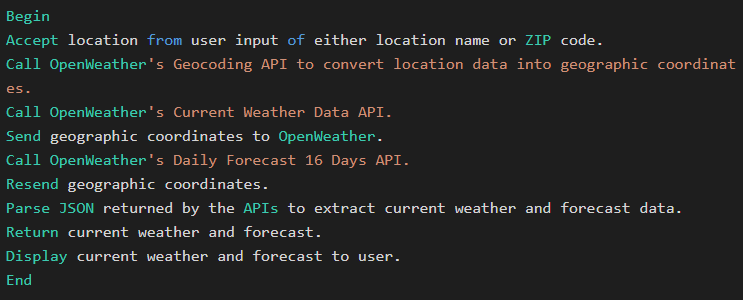 Begin
Accept location from user input of either location name or ZIP code.
Call OpenWeather's Geocoding API to convert location data into geographic coordinat
es.
Call OpenWeather's Current Weather Data API.
Send geographic coordinates to OpenWeather.
Call OpenWeather's Daily Forecast 16 Days API.
Resend geographic coordinates.
Parse JSON returned by the APIs to extract current weather and forecast data.
Return current weather and forecast.
Display current weather and forecast to user.
End